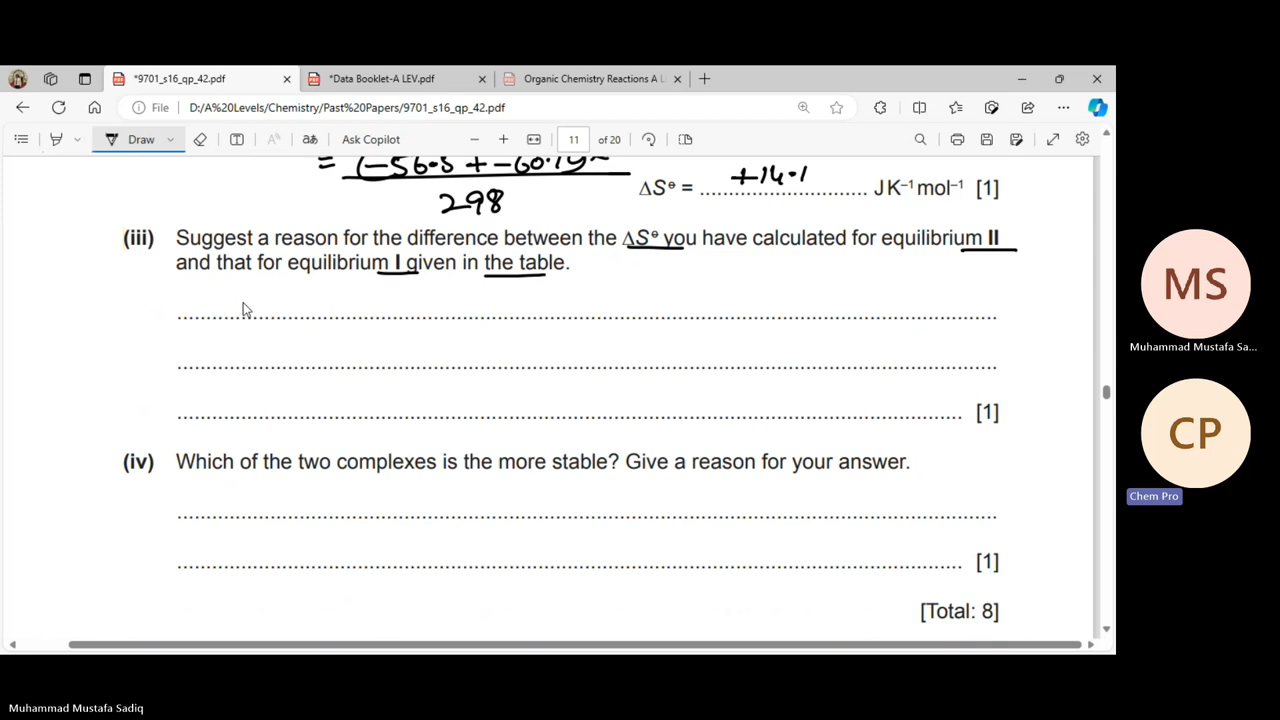 *9701_s16_qp_42.pdf
*Data Booklet-A LEV.pdf
Organic Chemistry Reactions A L
File
D:/A%20Levels/Chemistry/Past%20Papers/9701_s16_qp_42.pdf
Draw
Ask Copilot
11 of 20
298
ΔS⦵ = +14.1 J K⁻¹ mol⁻¹ [1]
(iii) Suggest a reason for the difference between the ΔS⦵ you have calculated for equilibrium II
and that for equilibrium I given in the table.
[1]
(iv) Which of the two complexes is the more stable? Give a reason for your answer.
[1]
[Total: 8]
MS
Muhammad Mustafa Sa...
CP
Chem Pro
Muhammad Mustafa Sadiq